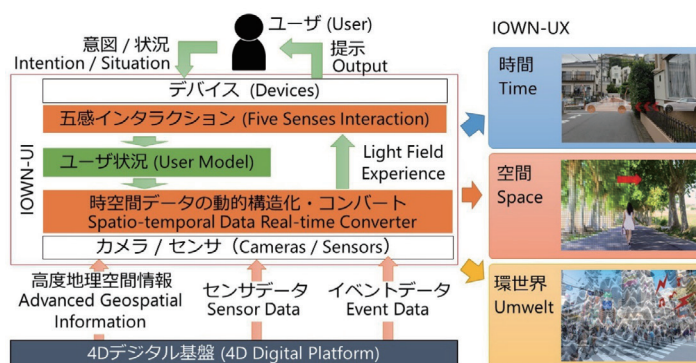 ユーザ (User)
意図 / 状況
Intention / Situation
提示
Output
デバイス (Devices)
五感インタラクション (Five Senses Interaction)
ユーザ状況 (User Model)
Light Field
Experience
時空間データの動的構造化・コンバート
Spatio-temporal Data Real-time Converter
カメラ / センサ（Cameras / Sensors）
IOWN-UI
高度地理空間情報
Advanced Geospatial
Information
センサデータ
Sensor Data
イベントデータ
Event Data
4Dデジタル基盤 (4D Digital Platform)
IOWN-UX
時間
Time
空間
Space
環世界
Umwelt